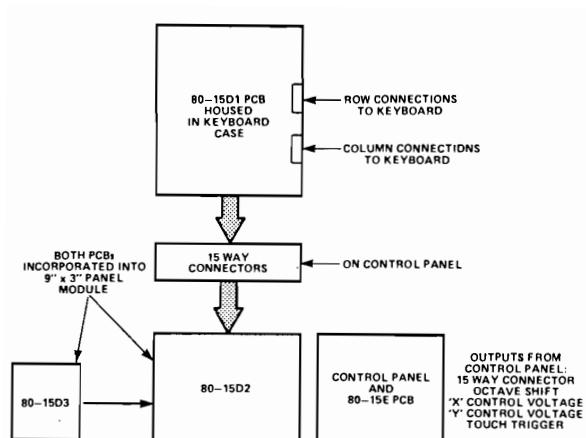 80–15D1 PCB
HOUSED
IN KEYBOARD
CASE
ROW CONNECTIONS
TO KEYBOARD
COLUMN CONNECTIDNS
TO KEYBOARD
BOTH PCBs
INCORPORATED INTO
9" x 3" PANEL
MODULE
15 WAY
CONNECTORS
ON CONTROL PANEL
80–15D3
80–15D2
CONTROL PANEL
AND
80–15E PCB
OUTPUTS FROM
CONTROL PANEL:
15 WAY CONNECTOR
OCTAVE SHIFT
'X' CONTROL VOLTAGE
'Y' CONTROL VOLTAGE
TOUCH TRIGGER